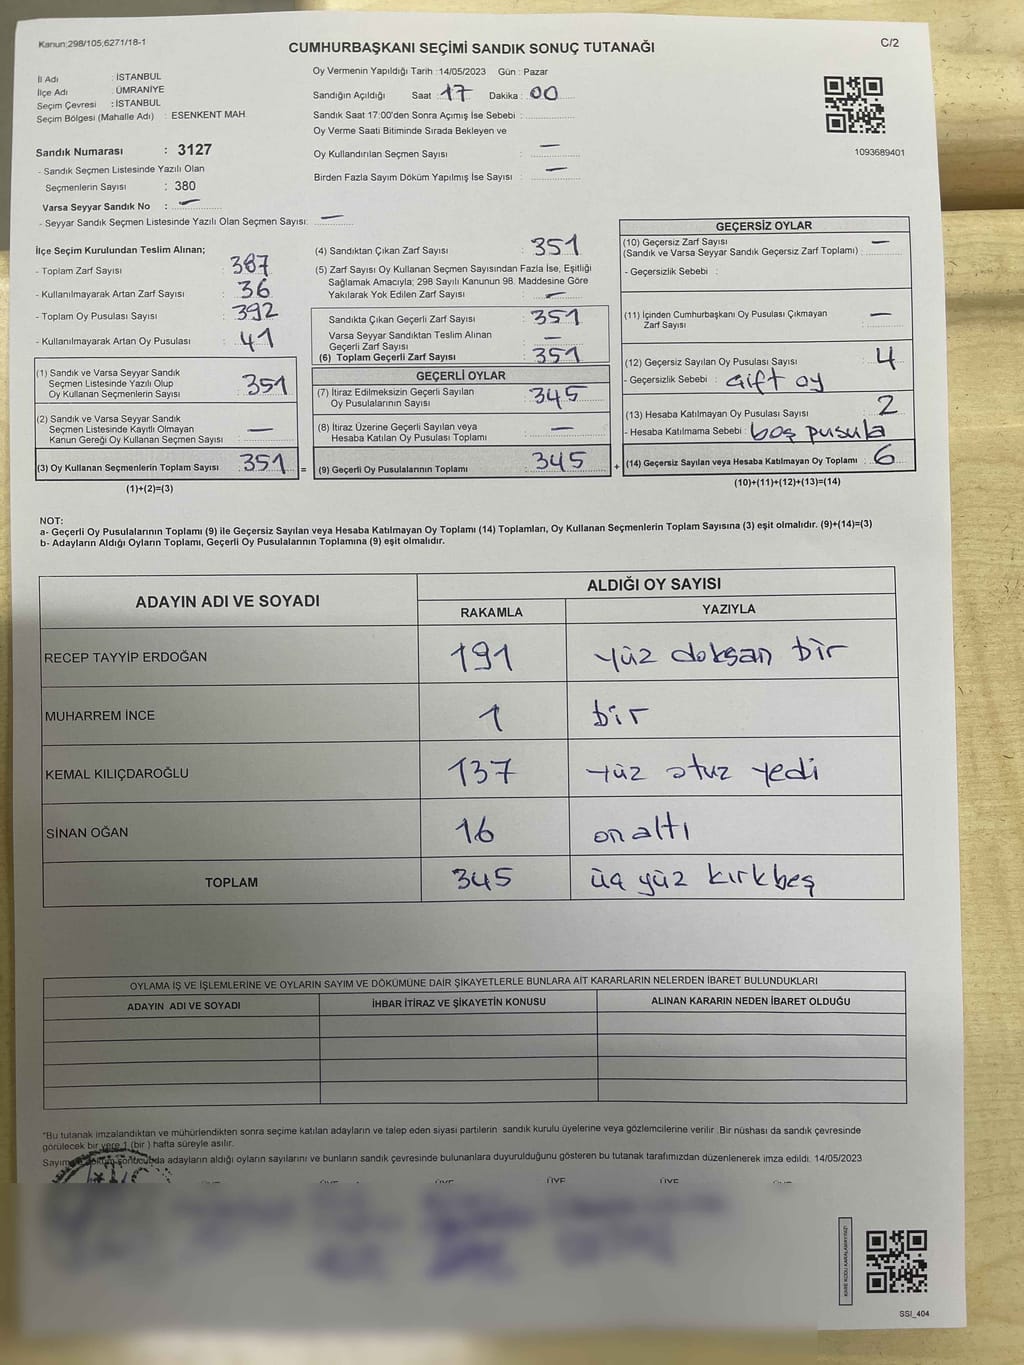 Kanun:298/105;6271/18-1
C/2
CUMHURBAŞKANI SEÇİMİ SANDIK SONUÇ TUTANAĞI
İl Adı : İSTANBUL
İlçe Adı : ÜMRANİYE
Seçim Çevresi : İSTANBUL
Seçim Bölgesi (Mahalle Adı) : ESENKENT MAH
Oy Vermenin Yapıldığı Tarih :14/05/2023 Gün : Pazar
Sandığın Açıldığı Saat : 17 Dakika : 00
Sandık Saat 17:00'den Sonra Açımış İse Sebebi :
Oy Verme Saati Bitiminde Sırada Bekleyen ve
Oy Kullandırılan Seçmen Sayısı : —
Birden Fazla Sayım Döküm Yapılmış İse Sayısı : —
1093689401
Sandık Numarası : 3127
- Sandık Seçmen Listesinde Yazılı Olan
Seçmenlerin Sayısı : 380
Varsa Seyyar Sandık No : —
- Seyyar Sandık Seçmen Listesinde Yazılı Olan Seçmen Sayısı: —
İlçe Seçim Kurulundan Teslim Alınan;
- Toplam Zarf Sayısı : 387
- Kullanılmayarak Artan Zarf Sayısı : 36
- Toplam Oy Pusulası Sayısı : 392
- Kullanılmayarak Artan Oy Pusulası : 41
(1) Sandık ve Varsa Seyyar Sandık
Seçmen Listesinde Yazılı Olup
Oy Kullanan Seçmenlerin Sayısı : 351
(2) Sandık ve Varsa Seyyar Sandık
Seçmen Listesinde Kayıtlı Olmayan
Kanun Gereği Oy Kullanan Seçmen Sayısı : —
(3) Oy Kullanan Seçmenlerin Toplam Sayısı : 351 =
(1)+(2)=(3)
(4) Sandıktan Çıkan Zarf Sayısı : 351
(5) Zarf Sayısı Oy Kullanan Seçmen Sayısından Fazla İse, Eşitliği
Sağlamak Amacıyla; 298 Sayılı Kanunun 98. Maddesine Göre
Yakılarak Yok Edilen Zarf Sayısı : —
Sandıkta Çıkan Geçerli Zarf Sayısı : 351
Varsa Seyyar Sandıktan Teslim Alınan
Geçerli Zarf Sayısı : —
(6) Toplam Geçerli Zarf Sayısı : 351
GEÇERLİ OYLAR
(7) İtiraz Edilmeksizin Geçerli Sayılan
Oy Pusulalarının Sayısı : 345
(8) İtiraz Üzerine Geçerli Sayılan veya
Hesaba Katılan Oy Pusulası Toplamı : —
(9) Geçerli Oy Pusulalarının Toplamı : 345 +
GEÇERSİZ OYLAR
(10) Geçersiz Zarf Sayısı
(Sandık ve Varsa Seyyar Sandık Geçersiz Zarf Toplamı) : —
- Geçersizlik Sebebi :
(11) İçinden Cumhurbaşkanı Oy Pusulası Çıkmayan
Zarf Sayısı : —
(12) Geçersiz Sayılan Oy Pusulası Sayısı : 4
- Geçersizlik Sebebi : Gift oy
(13) Hesaba Katılmayan Oy Pusulası Sayısı : 2
- Hesaba Katılmama Sebebi : boş pusula
(14) Geçersiz Sayılan veya Hesaba Katılmayan Oy Toplamı : 6
(10)+(11)+(12)+(13)=(14)
NOT:
a- Geçerli Oy Pusulalarının Toplamı (9) ile Geçersiz Sayılan veya Hesaba Katılmayan Oy Toplamı (14) Toplamları, Oy Kullanan Seçmenlerin Toplam Sayısına (3) eşit olmalıdır. (9)+(14)=(3)
b- Adayların Aldığı Oyların Toplamı, Geçerli Oy Pusulalarının Toplamına (9) eşit olmalıdır.
ADAYIN ADI VE SOYADI
ALDIĞI OY SAYISI
RAKAMLA YAZIYLA
RECEP TAYYİP ERDOĞAN 191 yüz doksan bir
MUHARREM İNCE 1 bir
KEMAL KILIÇDAROĞLU 137 yüz otuz yedi
SİNAN OĞAN 16 on altı
TOPLAM 345 üç yüz kırkbeş
OYLAMA İŞ VE İŞLEMLERİNE VE OYLARIN SAYIM VE DÖKÜMÜNE DAİR ŞİKAYETLERLE BUNLARA AİT KARARLARIN NELERDEN İBARET BULUNDUKLARI
ADAYIN ADI VE SOYADI İHBAR İTİRAZ VE ŞİKAYETİN KONUSU ALINAN KARARIN NEDEN İBARET OLDUĞU
"Bu tutanak imzalandıktan ve mühürlendikten sonra seçime katılan adayların ve talep eden siyasi partilerin sandık kurulu üyelerine veya gözlemcilerine verilir .Bir nüshası da sandık çevresinde
görülecek bir yere 1 (bir ) hafta süreyle asılır.
Sayım ve döküm sonucunda adayların aldığı oyların sayılarını ve bunların sandık çevresinde bulunanlara duyurulduğunu gösteren bu tutanak tarafımızdan düzenlenerek imza edildi. 14/05/2023
ÜYE ÜYE ÜYE ÜYE ÜYE
KARE KODU KARALAMAYINIZ!
SSI_404